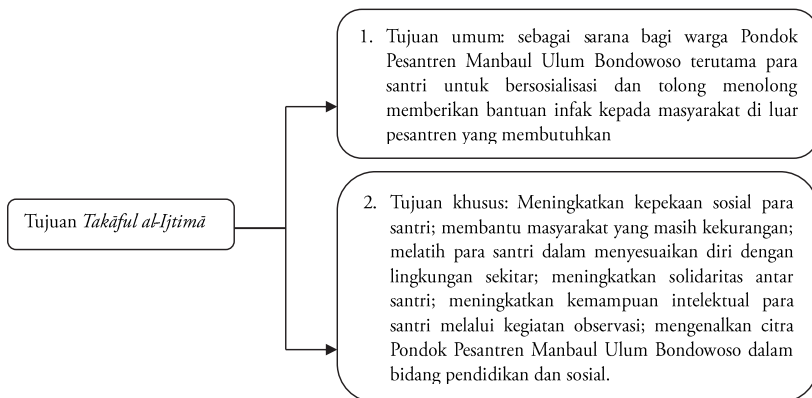 1. Tujuan umum: sebagai sarana bagi warga Pondok
Pesantren Manbaul Ulum Bondowoso terutama para
santri untuk bersosialisasi dan tolong menolong
memberikan bantuan infak kepada masyarakat di luar
pesantren yang membutuhkan
Tujuan Takāful al-Ijtimā
2. Tujuan khusus: Meningkatkan kepekaan sosial para
santri; membantu masyarakat yang masih kekurangan;
melatih para santri dalam menyesuaikan diri dengan
lingkungan sekitar; meningkatkan solidaritas antar
santri; meningkatkan kemampuan intelektual para
santri melalui kegiatan observasi; mengenalkan citra
Pondok Pesantren Manbaul Ulum Bondowoso dalam
bidang pendidikan dan sosial.